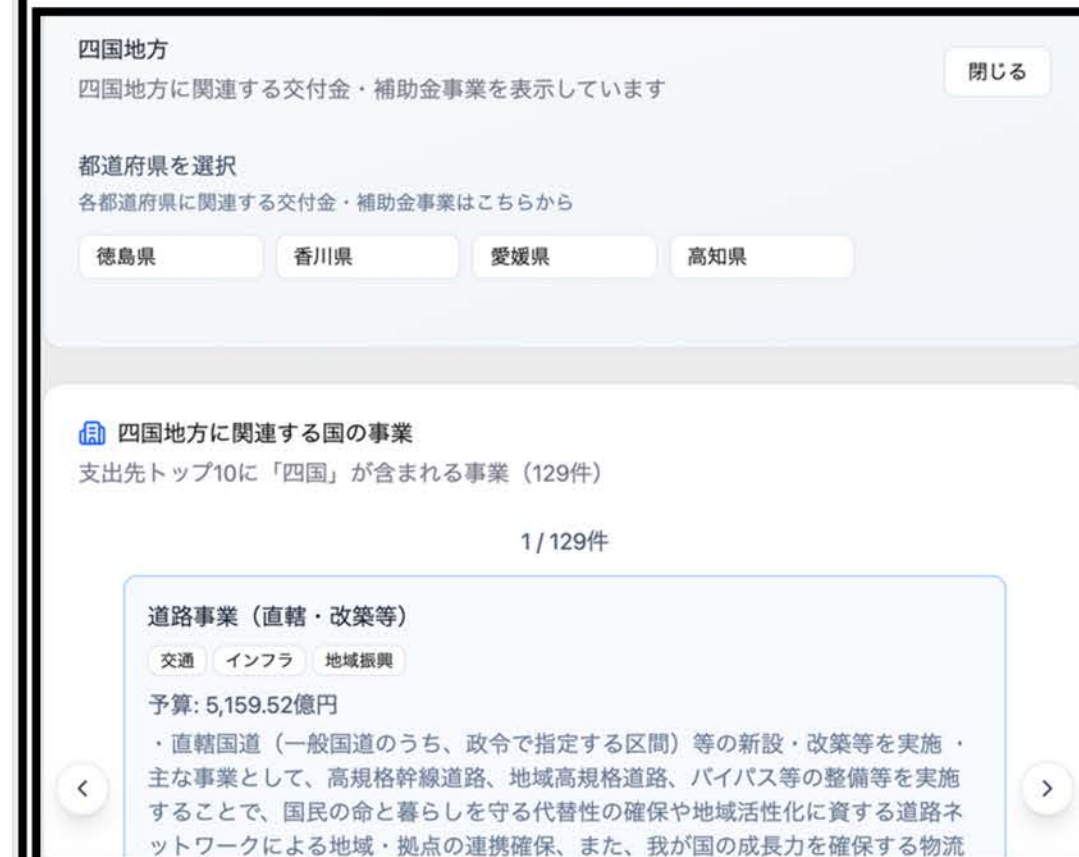 四国地方
四国地方に関連する交付金・補助金事業を表示しています
閉じる
都道府県を選択
各都道府県に関連する交付金・補助金事業はこちらから
徳島県
香川県
愛媛県
高知県
四国地方に関連する国の事業
支出先トップ10に「四国」が含まれる事業（129件）
1 / 129件
道路事業（直轄・改築等）
交通
インフラ
地域振興
予算: 5,159.52億円
・直轄国道（一般国道のうち、政令で指定する区間）等の新設・改築等を実施 ・
主な事業として、高規格幹線道路、地域高規格道路、バイパス等の整備等を実施
することで、国民の命と暮らしを守る代替性の確保や地域活性化に資する道路ネ
ットワークによる地域・拠点の連携確保、また、我が国の成長力を確保する物流